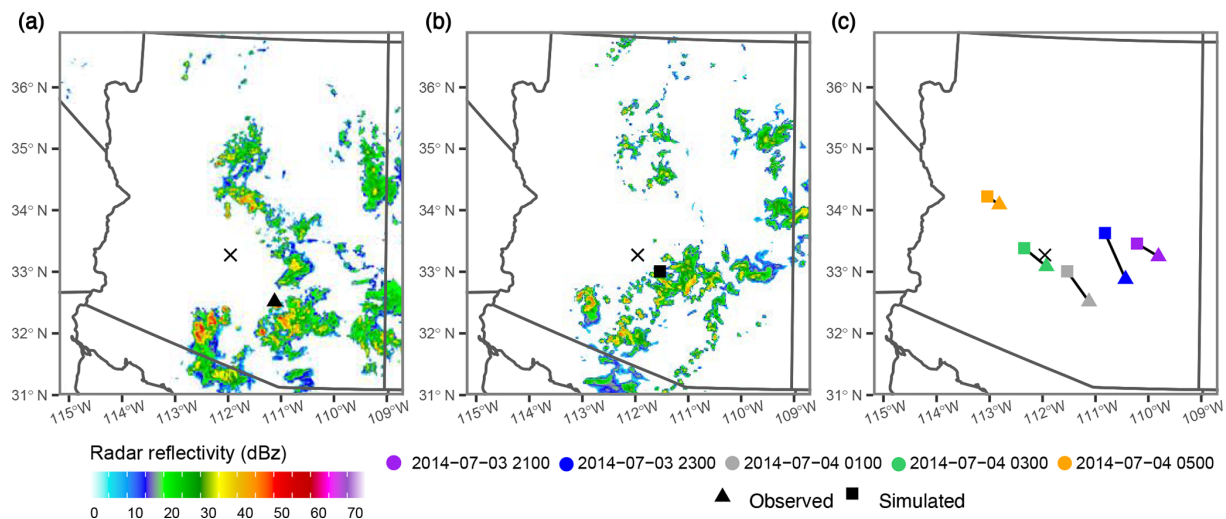 (a) (b) (c)
36° N 36° N 36° N
35° N 35° N 35° N
34° N 34° N 34° N
33° N 33° N 33° N
32° N 32° N 32° N
31° N 31° N 31° N
115°W 114°W 113°W 112°W 111°W 110°W 109°W 115°W 114°W 113°W 112°W 111°W 110°W 109°W 115°W 114°W 113°W 112°W 111°W 110°W 109°W
Radar reflectivity (dBz)
2014−07−03 2100 2014−07−03 2300 2014−07−04 0100 2014−07−04 0300 2014−07−04 0500
Observed Simulated
0 10 20 30 40 50 60 70